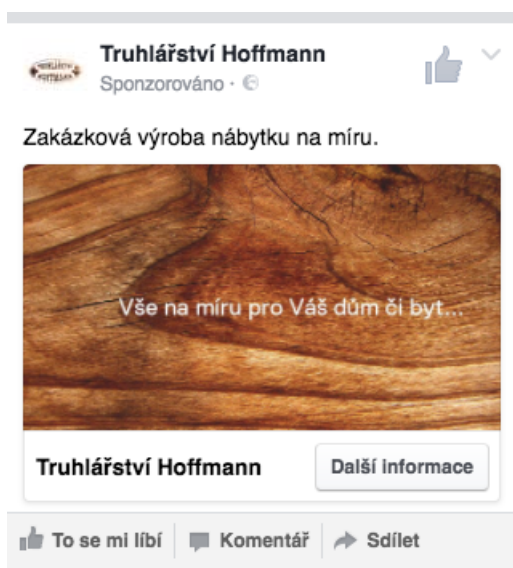 Truhlářství Hoffmann
Sponzorováno ·
Zakázková výroba nábytku na míru.
Vše na míru pro Váš dům či byt...
Truhlářství Hoffmann
Další informace
To se mi líbí
Komentář
Sdílet